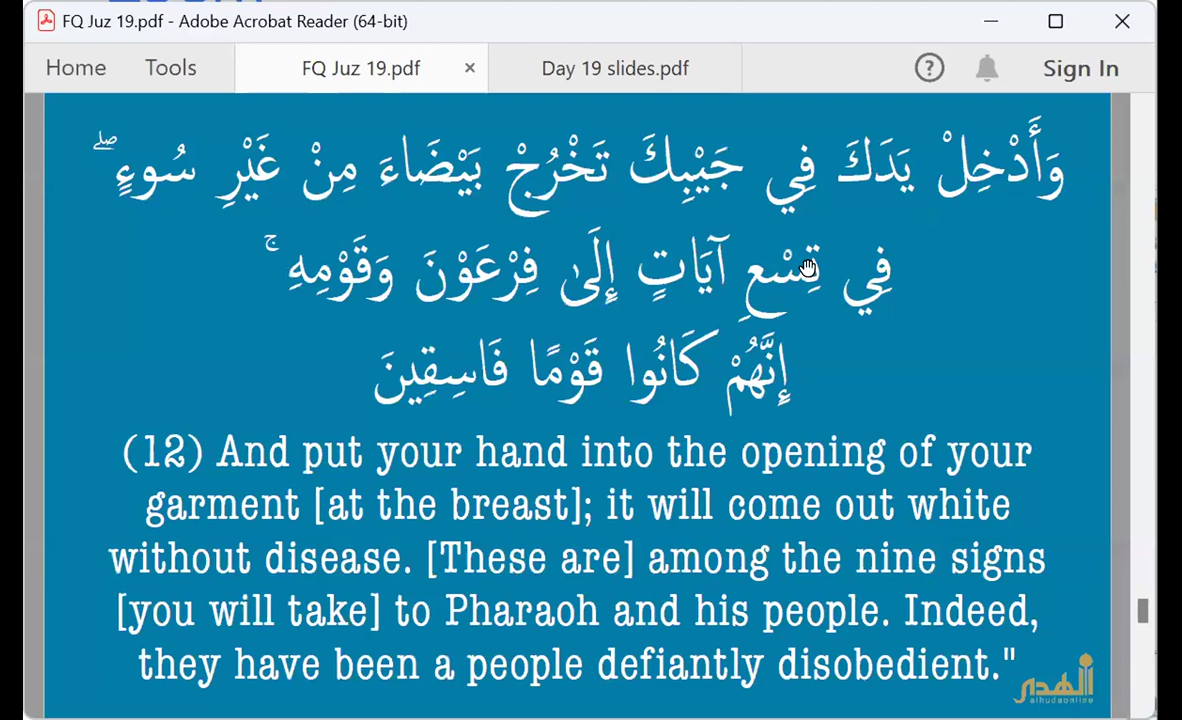 FQ Juz 19.pdf - Adobe Acrobat Reader (64-bit)
Home Tools FQ Juz 19.pdf × Day 19 slides.pdf Sign In
وَأَدْخِلْ يَدَكَ فِي جَيْبِكَ تَخْرُجْ بَيْضَاءَ مِنْ غَيْرِ سُوءٍ ۖ
فِي تِسْعِ آيَاتٍ إِلَىٰ فِرْعَوْنَ وَقَوْمِهِ ۚ
إِنَّهُمْ كَانُوا قَوْمًا فَاسِقِينَ
(12) And put your hand into the opening of your
garment [at the breast]; it will come out white
without disease. [These are] among the nine signs
[you will take] to Pharaoh and his people. Indeed,
they have been a people defiantly disobedient."
الهدى
alhudaonline